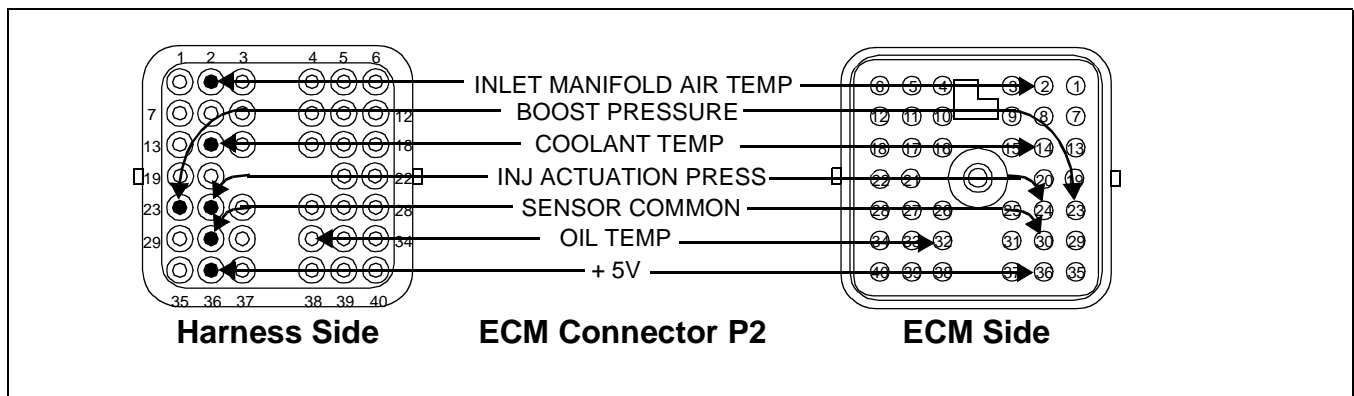 1 2 3 4 5 6
7 12
13 18
19 22
23 28
29 34
35 36 37 38 39 40
INLET MANIFOLD AIR TEMP
BOOST PRESSURE
COOLANT TEMP
INJ ACTUATION PRESS
SENSOR COMMON
OIL TEMP
+ 5V
6 5 4 3 2 1
12 11 10 9 8 7
18 17 16 15 14 13
22 21 20 19
28 27 26 25 24 23
34 33 32 31 30 29
40 39 38 37 36 35
Harness Side ECM Connector P2 ECM Side